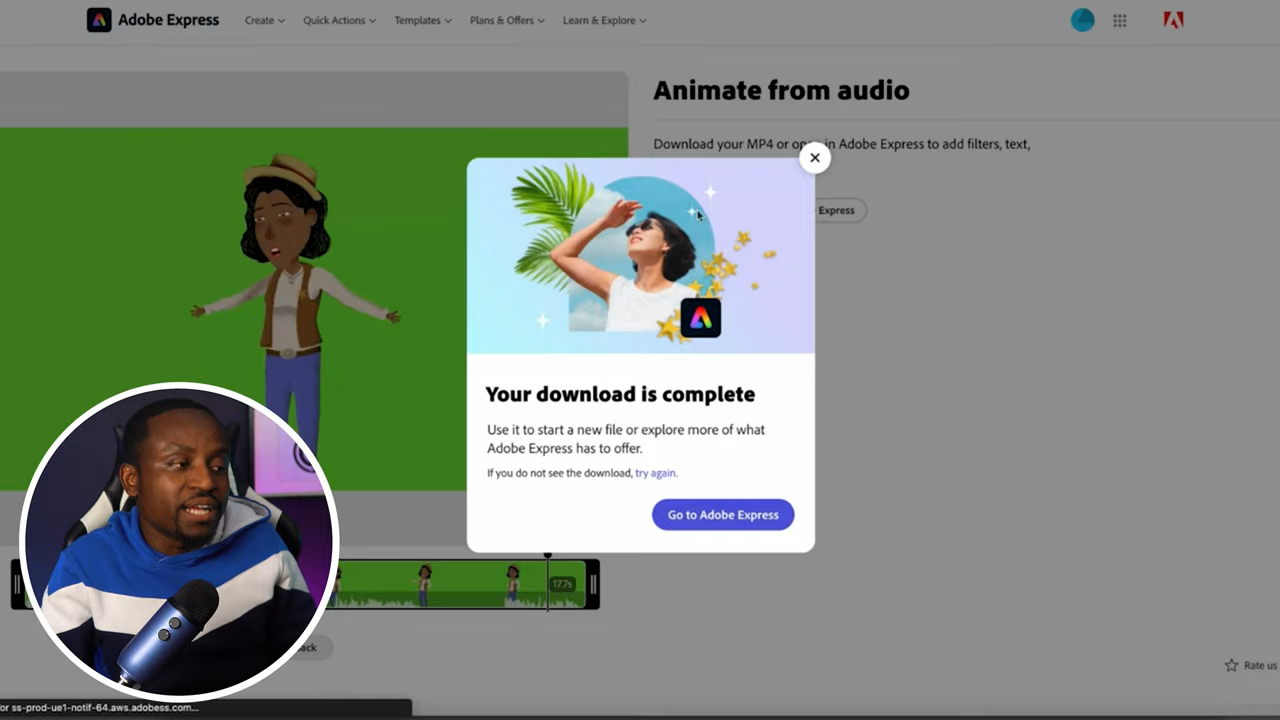 Adobe Express
Create
Quick Actions
Templates
Plans & Offers
Learn & Explore
Animate from audio
Download your MP4 or open in Adobe Express to add filters, text,
Express
Your download is complete
Use it to start a new file or explore more of what
Adobe Express has to offer.
If you do not see the download, try again.
Go to Adobe Express
17.7s
ack
Rate us
or ss-prod-ue1-notif-64.aws.adobess.com...